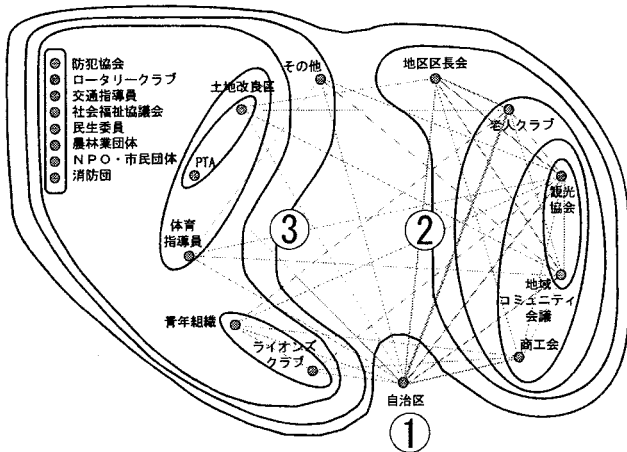 防犯協会
ロータリークラブ
交通指導員
社会福祉協議会
民生委員
農林業団体
ＮＰＯ・市民団体
消防団
その他
土地改良区
PTA
体育
指導員
青年組織
ライオンズ
クラブ
③
地区区長会
老人クラブ
観光
協会
地域
コミュニティ
会議
商工会
②
自治区
①